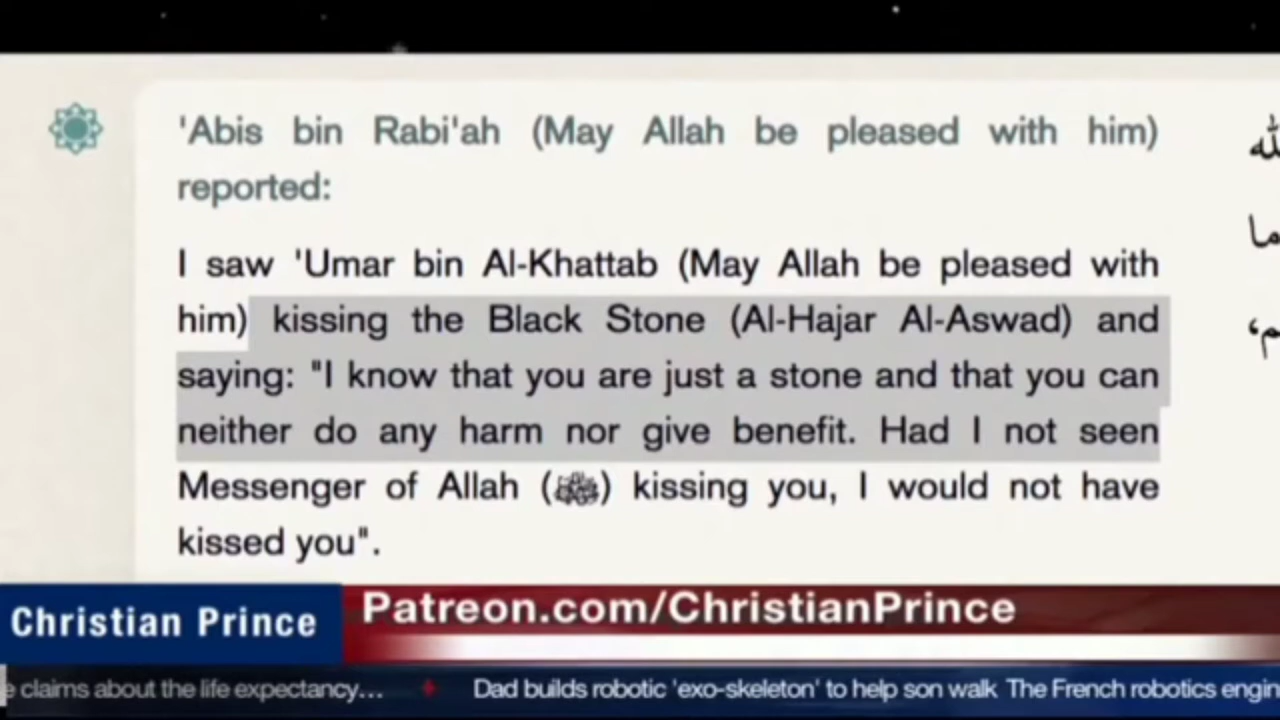 'Abis bin Rabi'ah (May Allah be pleased with him)
reported:
I saw 'Umar bin Al-Khattab (May Allah be pleased with
him) kissing the Black Stone (Al-Hajar Al-Aswad) and
saying: "I know that you are just a stone and that you can
neither do any harm nor give benefit. Had I not seen
Messenger of Allah (ﷺ) kissing you, I would not have
kissed you".
Christian Prince
Patreon.com/ChristianPrince
claims about the life expectancy... Dad builds robotic 'exo-skeleton' to help son walk The French robotics